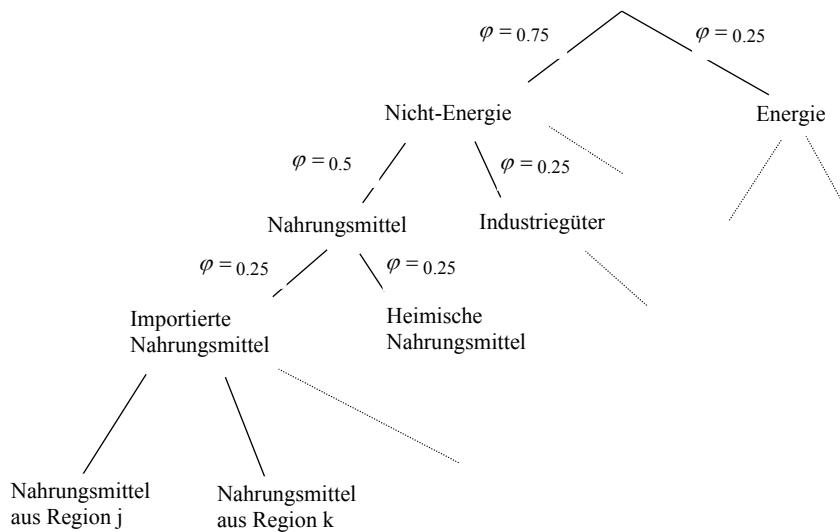 φ = 0.75
φ = 0.25
Nicht-Energie
Energie
φ = 0.5
φ = 0.25
Nahrungsmittel
Industriegüter
φ = 0.25
φ = 0.25
Importierte
Nahrungsmittel
Heimische
Nahrungsmittel
Nahrungsmittel
aus Region j
Nahrungsmittel
aus Region k